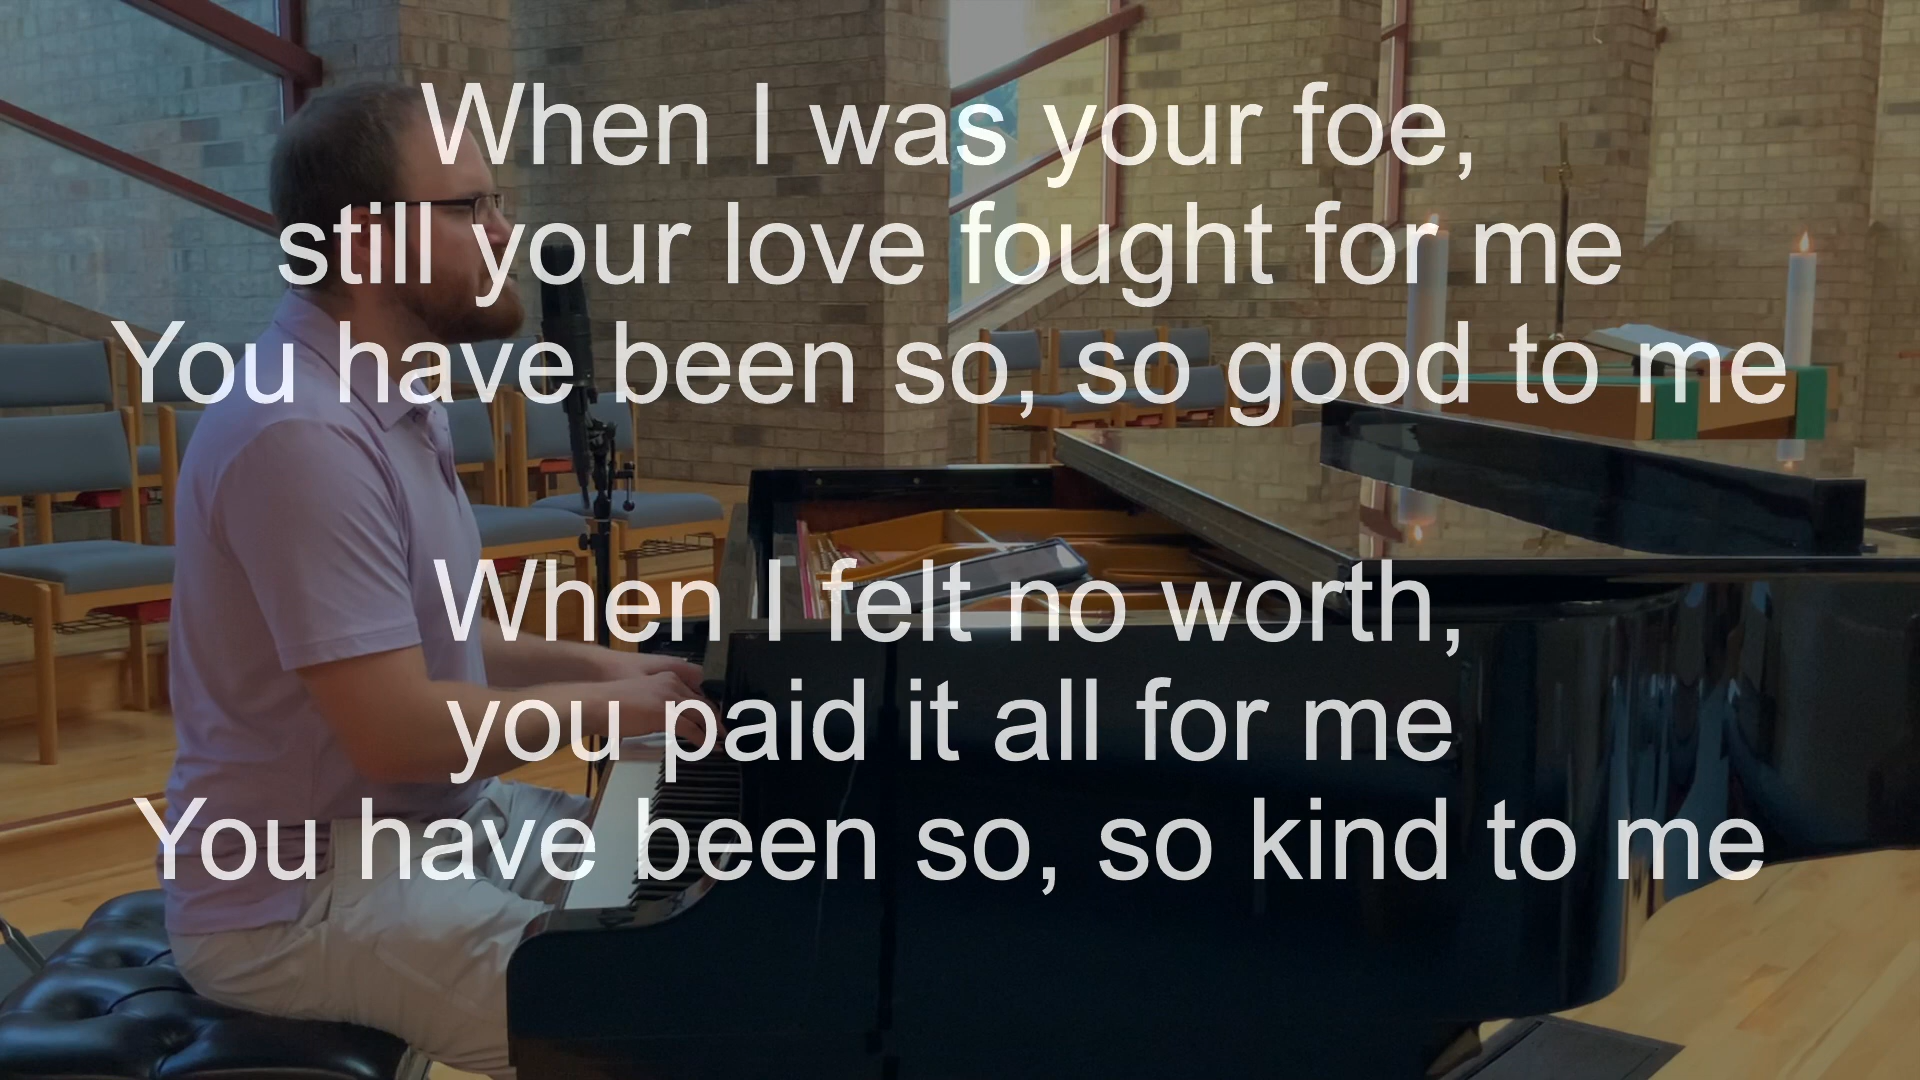 When I was your foe,
still your love fought for me
You have been so, so good to me
When I felt no worth,
you paid it all for me
You have been so, so kind to me